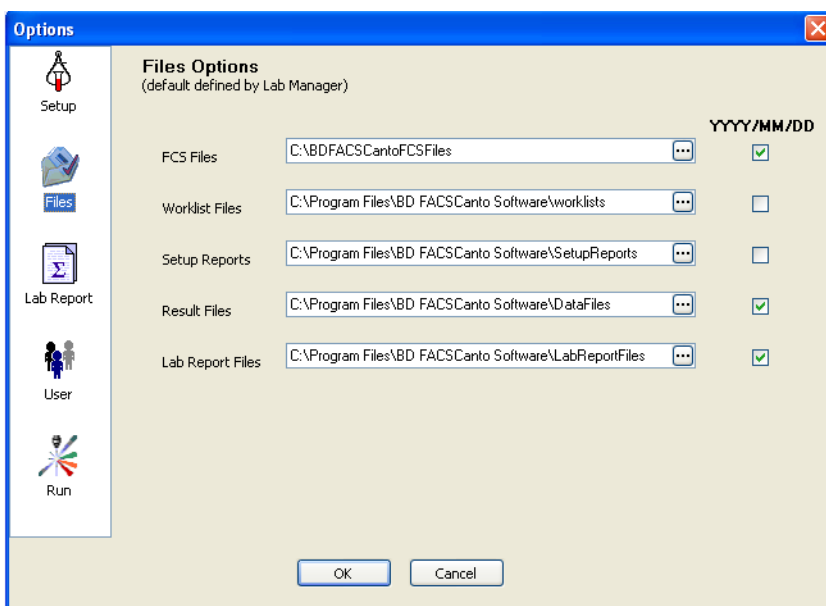 Options
Setup
Files
Σ
Lab Report
User
Run
Files Options
(default defined by Lab Manager)
YYYY/MM/DD
FCS Files C:\BDFACSCantoFCSFiles ...
Worklist Files C:\Program Files\BD FACSCanto Software\worklists ...
Setup Reports C:\Program Files\BD FACSCanto Software\SetupReports ...
Result Files C:\Program Files\BD FACSCanto Software\DataFiles ...
Lab Report Files C:\Program Files\BD FACSCanto Software\LabReportFiles ...
OK Cancel